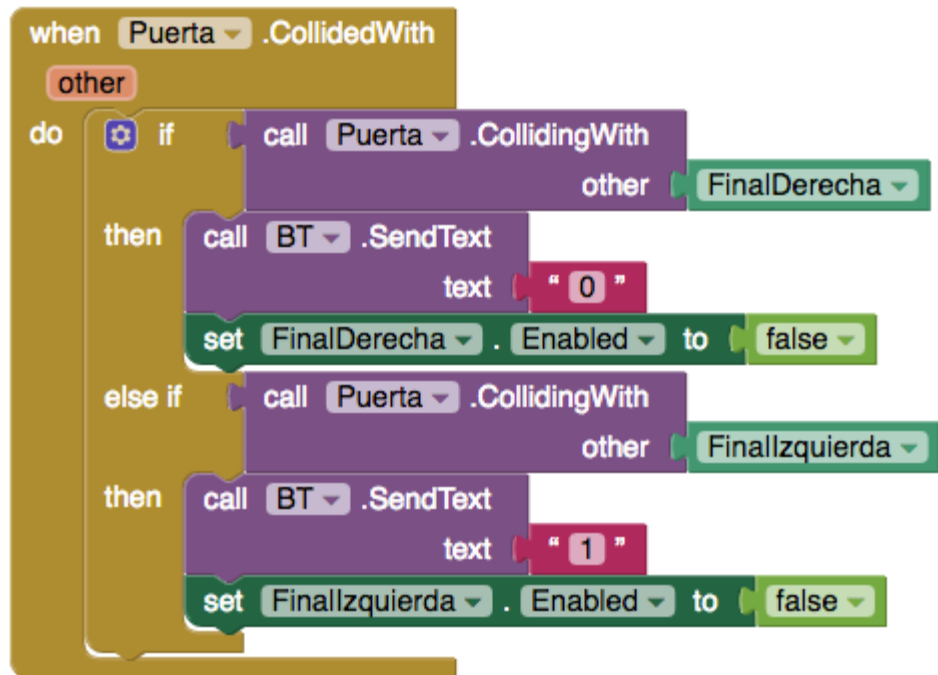 when Puerta .CollidedWith
other
do if call Puerta .CollidingWith
other FinalDerecha
then call BT .SendText
text " 0 "
set FinalDerecha . Enabled to false
else if call Puerta .CollidingWith
other FinalIzquierda
then call BT .SendText
text " 1 "
set FinalIzquierda . Enabled to false